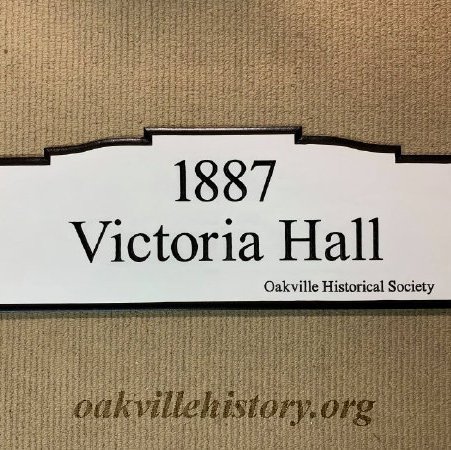 1887
Victoria Hall
Oakville Historical Society
oakvillehistory.org